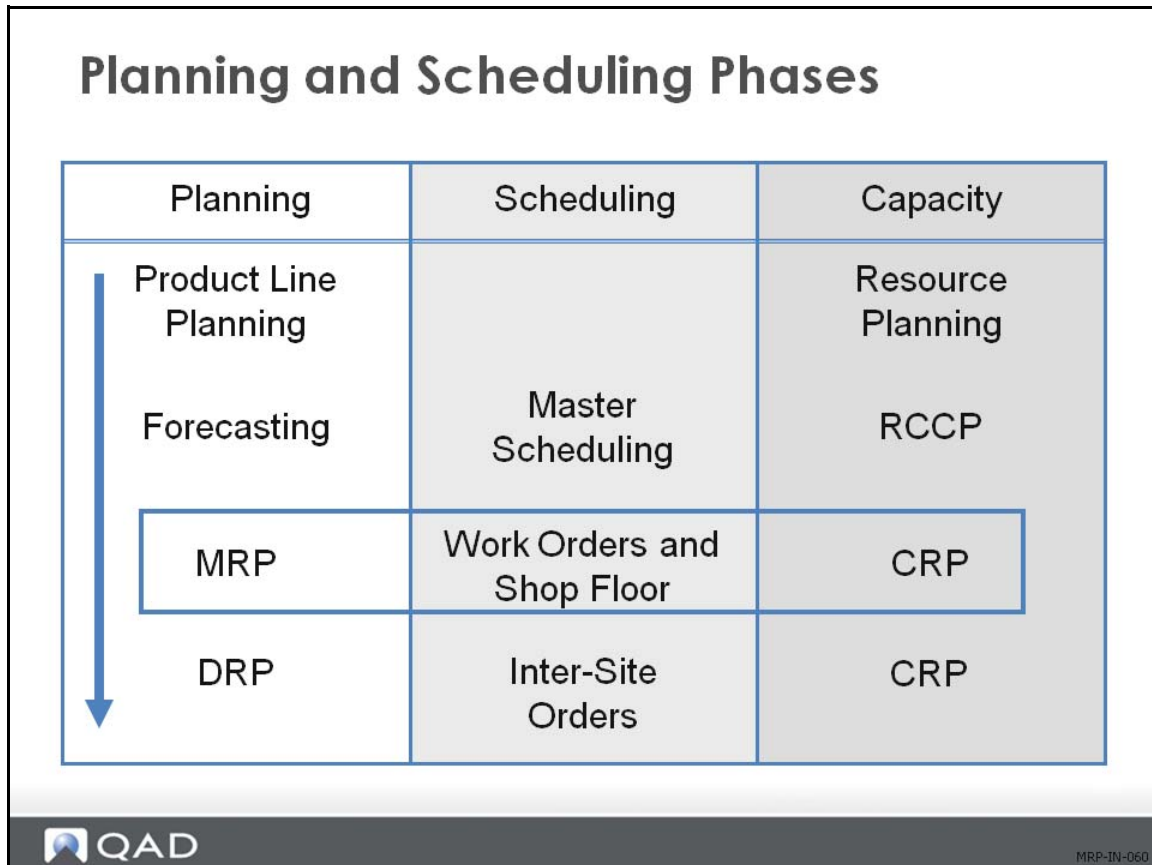 Planning and Scheduling Phases
Planning
Scheduling
Capacity
Product Line
Planning
Resource
Planning
Forecasting
Master
Scheduling
RCCP
MRP
Work Orders and
Shop Floor
CRP
DRP
Inter-Site
Orders
CRP
QAD
MRP-IN-060